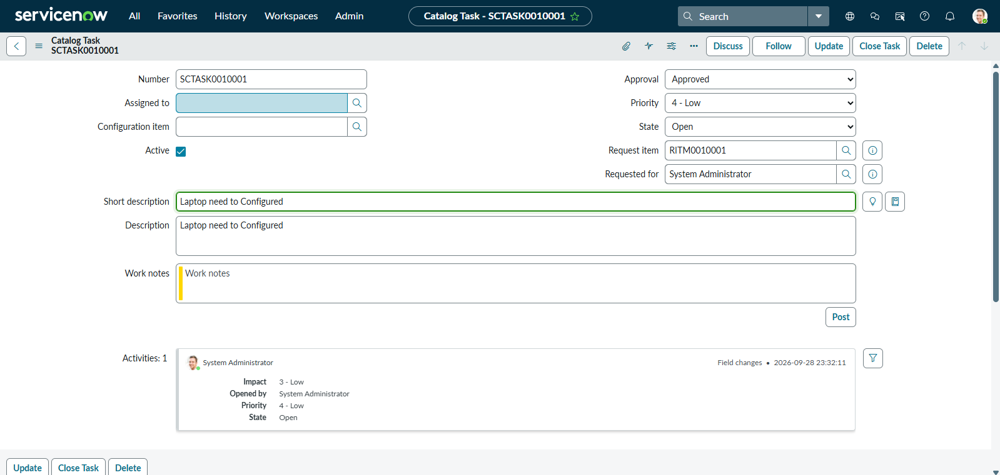 servicenow All Favorites History Workspaces Admin Catalog Task - SCTASK0010001 Search
Catalog Task
SCTASK0010001
Discuss Follow Update Close Task Delete
Number SCTASK0010001 Approval Approved
Assigned to Priority 4 - Low
Configuration item State Open
Active Request item RITM0010001
Requested for System Administrator
Short description Laptop need to Configured
Description Laptop need to Configured
Work notes Work notes
Post
Activities: 1 System Administrator Field changes • 2026-09-28 23:32:11
Impact 3 - Low
Opened by System Administrator
Priority 4 - Low
State Open
Update Close Task Delete